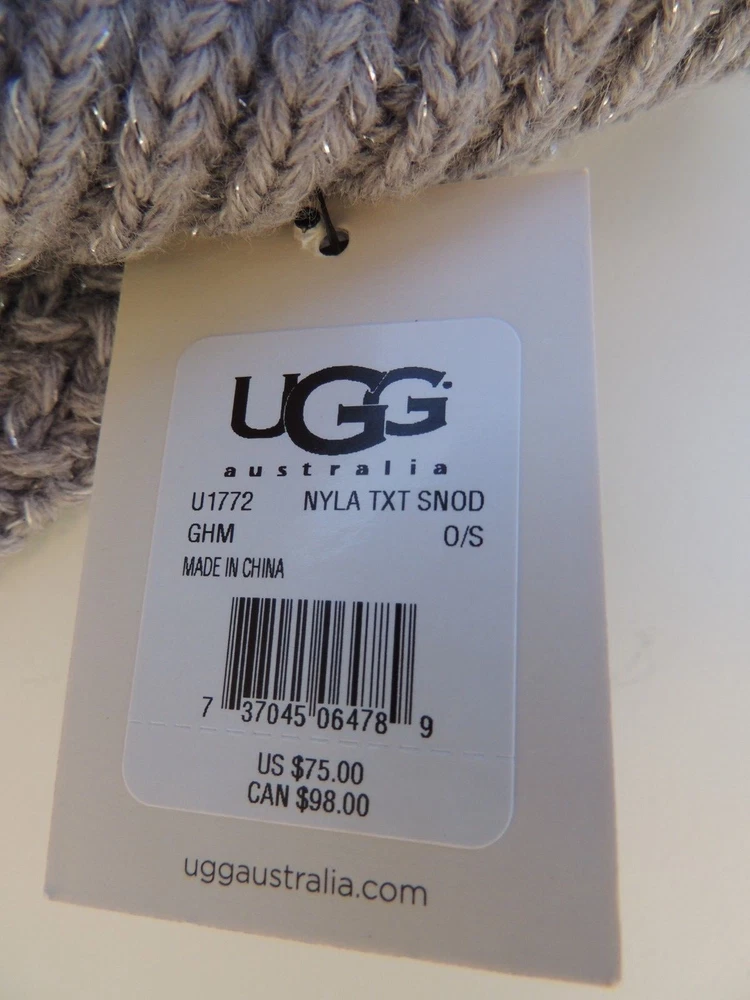 UGG
australia
U1772 NYLA TXT SNOD
GHM O/S
MADE IN CHINA
7 37045 06478 9
US $75.00
CAN $98.00
uggaustralia.com